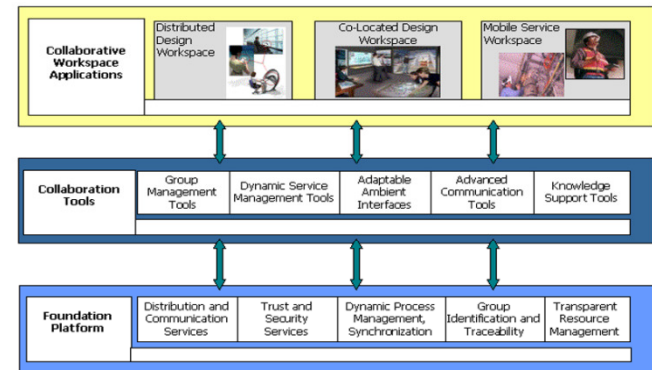 Collaborative
Workspace
Applications
Distributed
Design
Workspace
Co-Located Design
Workspace
Mobile Service
Workspace
Collaboration
Tools
Group
Management
Tools
Dynamic Service
Management Tools
Adaptable
Ambient
Interfaces
Advanced
Communication
Tools
Knowledge
Support Tools
Foundation
Platform
Distribution and
Communication
Services
Trust and
Security
Services
Dynamic Process
Management,
Synchronization
Group
Identification and
Traceability
Transparent
Resource
Management